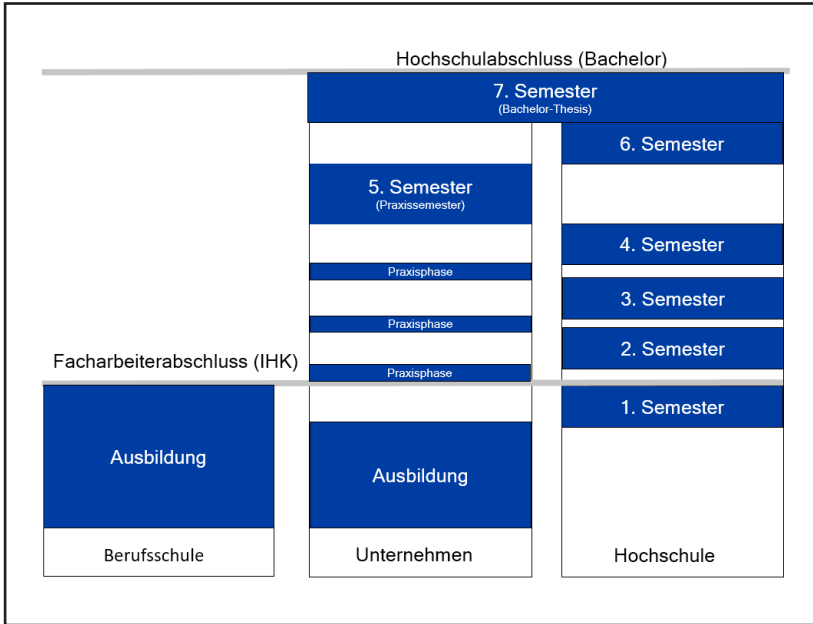 Hochschulabschluss (Bachelor)
7. Semester
(Bachelor-Thesis)
6. Semester
5. Semester
(Praxissemester)
4. Semester
Praxisphase
3. Semester
Praxisphase
2. Semester
Facharbeiterabschluss (IHK)
Praxisphase
1. Semester
Ausbildung
Ausbildung
Berufsschule
Unternehmen
Hochschule